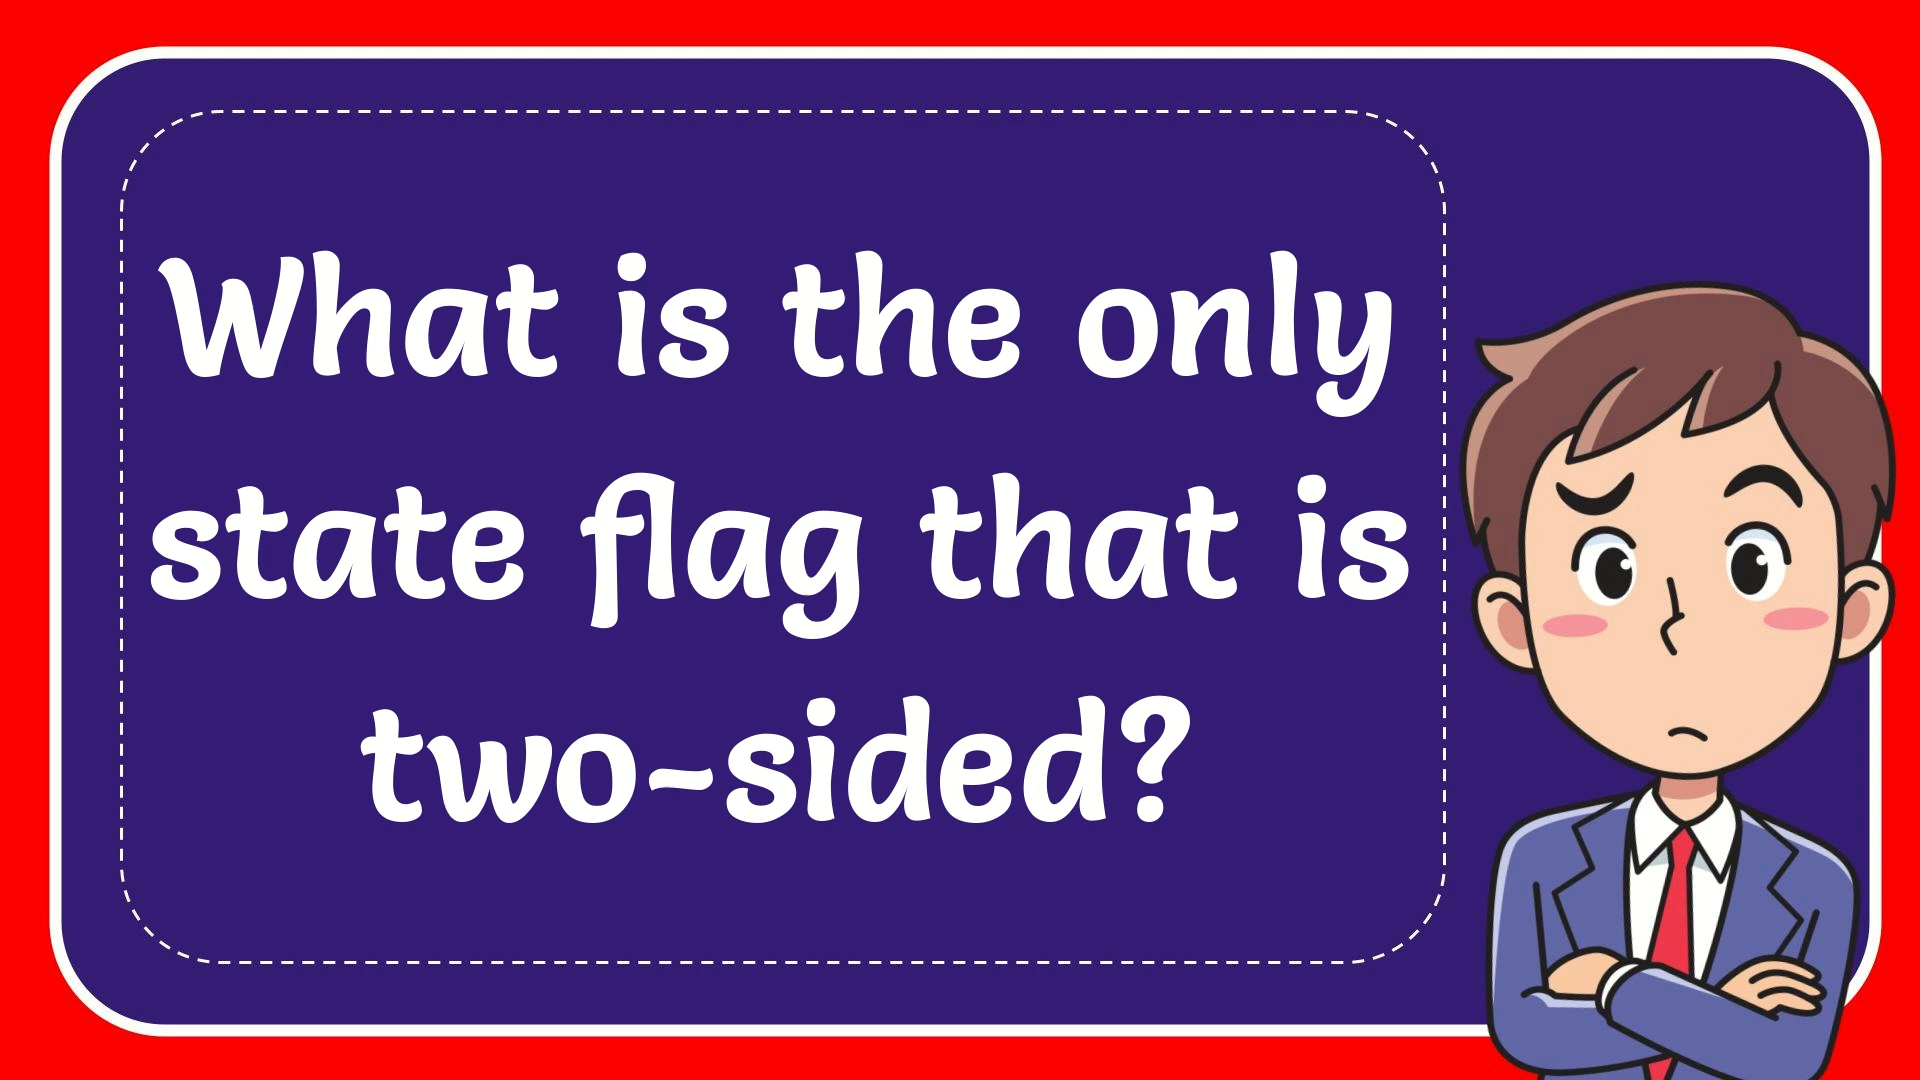 What is the only
state flag that is
two-sided?